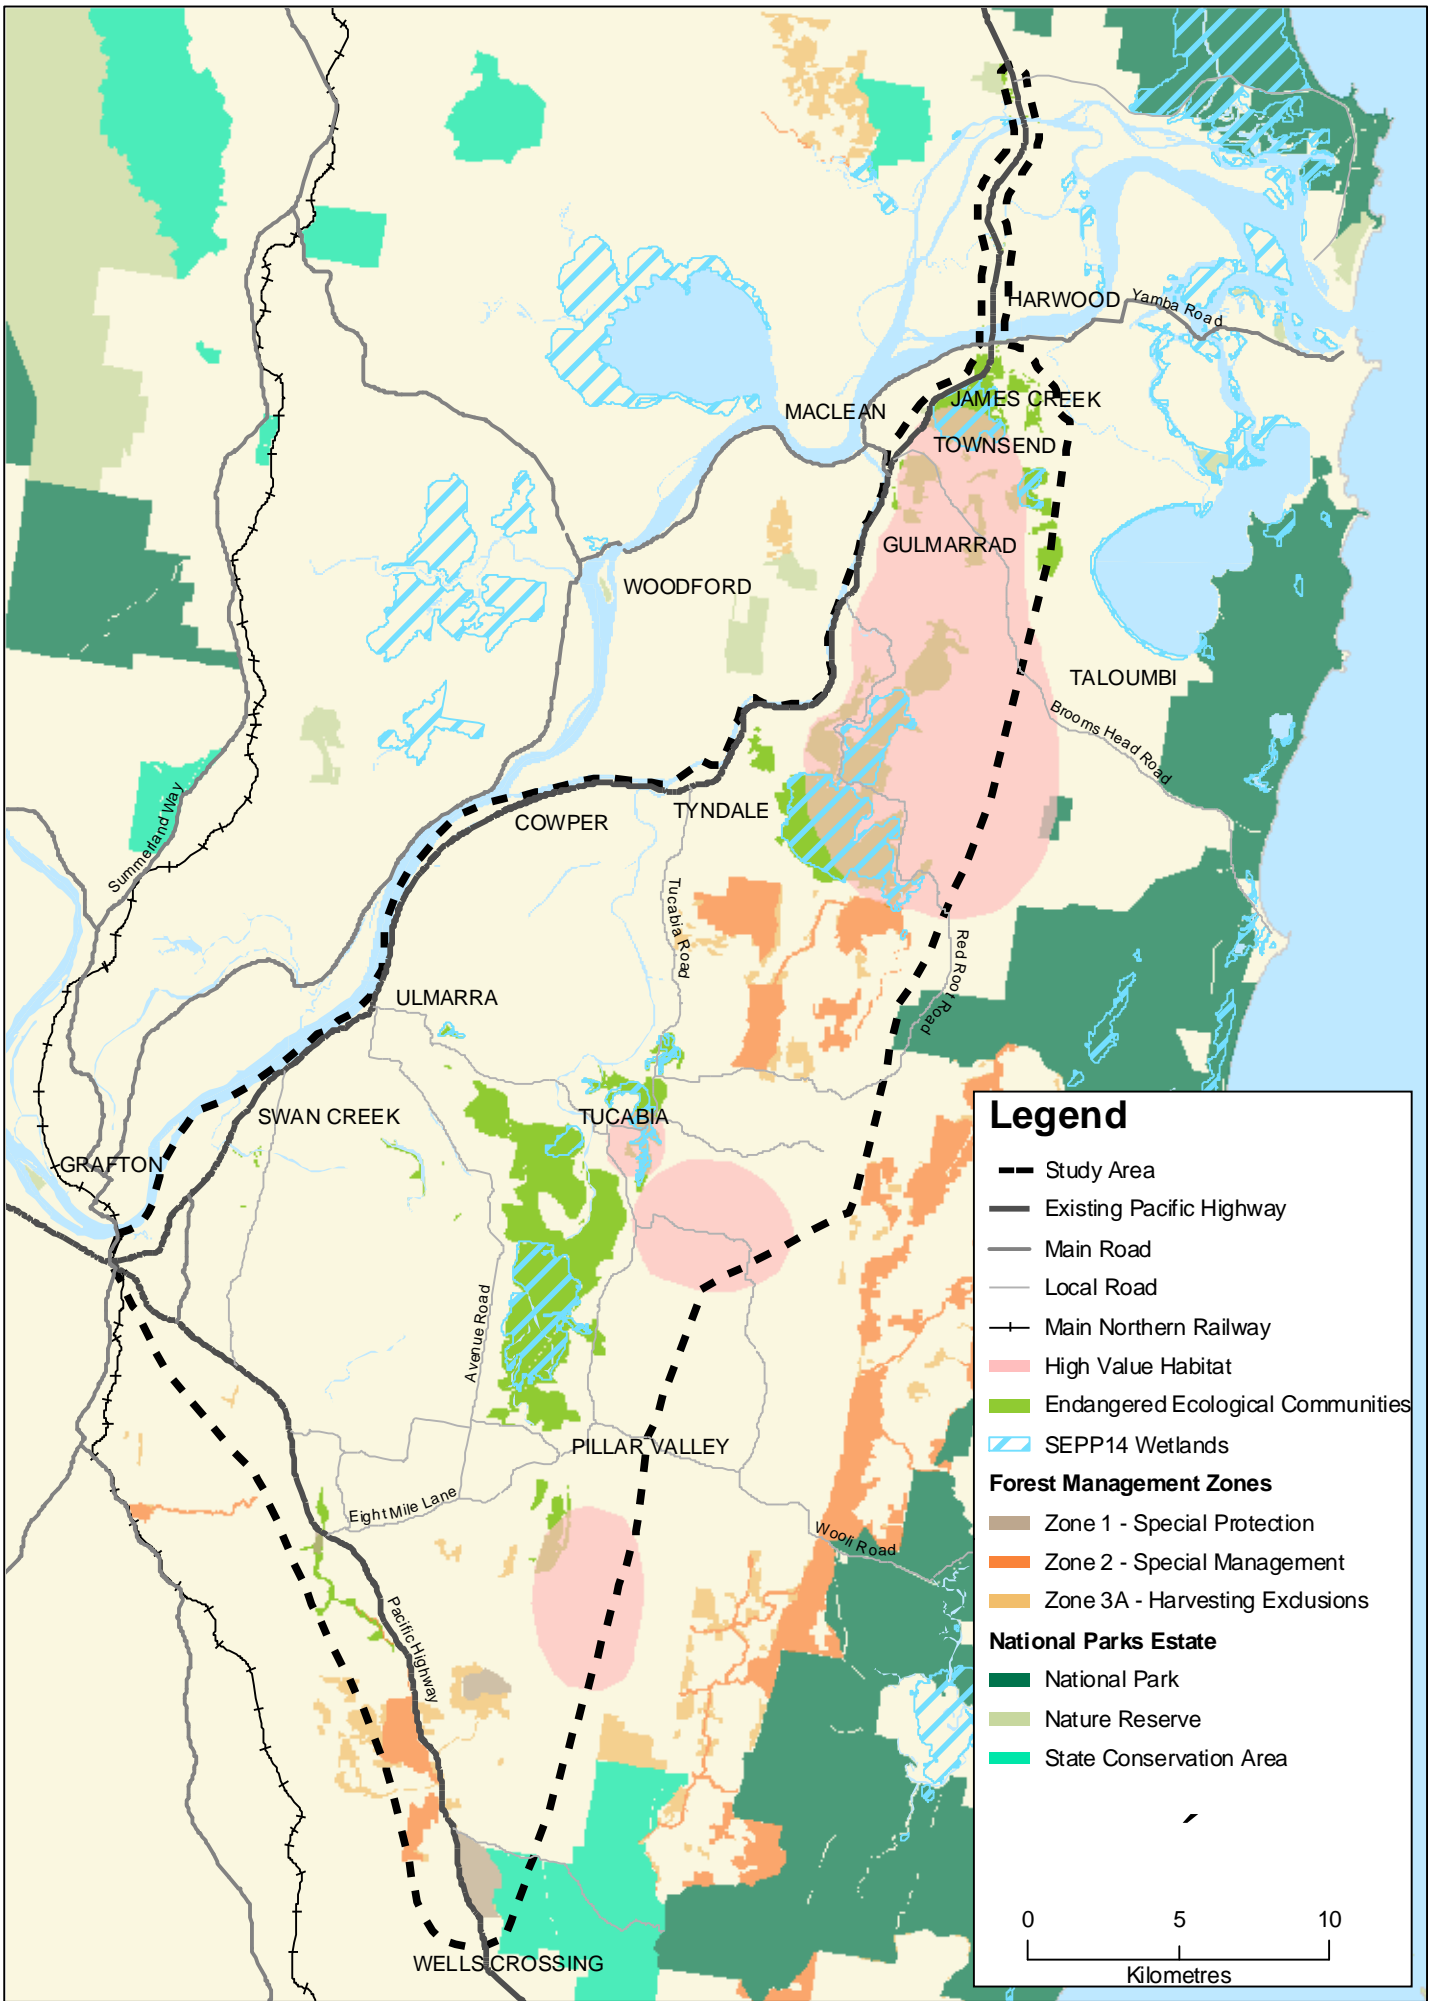 HARWOOD
Yamba Road
JAMES CREEK
MACLEAN
TOWNSEND
GULMARRAD
WOODFORD
TALOUMBI
Brooms Head Road
Summerland Way
TYNDALE
COWPER
Tucabia Road
Red Root Road
ULMARRA
SWAN CREEK
TUCABIA
GRAFTON
Avenue Road
PILLAR VALLEY
Eight Mile Lane
Wooli Road
Pacific Highway
WELLS CROSSING
Legend
Study Area
Existing Pacific Highway
Main Road
Local Road
Main Northern Railway
High Value Habitat
Endangered Ecological Communities
SEPP14 Wetlands
Forest Management Zones
Zone 1 - Special Protection
Zone 2 - Special Management
Zone 3A - Harvesting Exclusions
National Parks Estate
National Park
Nature Reserve
State Conservation Area
0 5 10
Kilometres